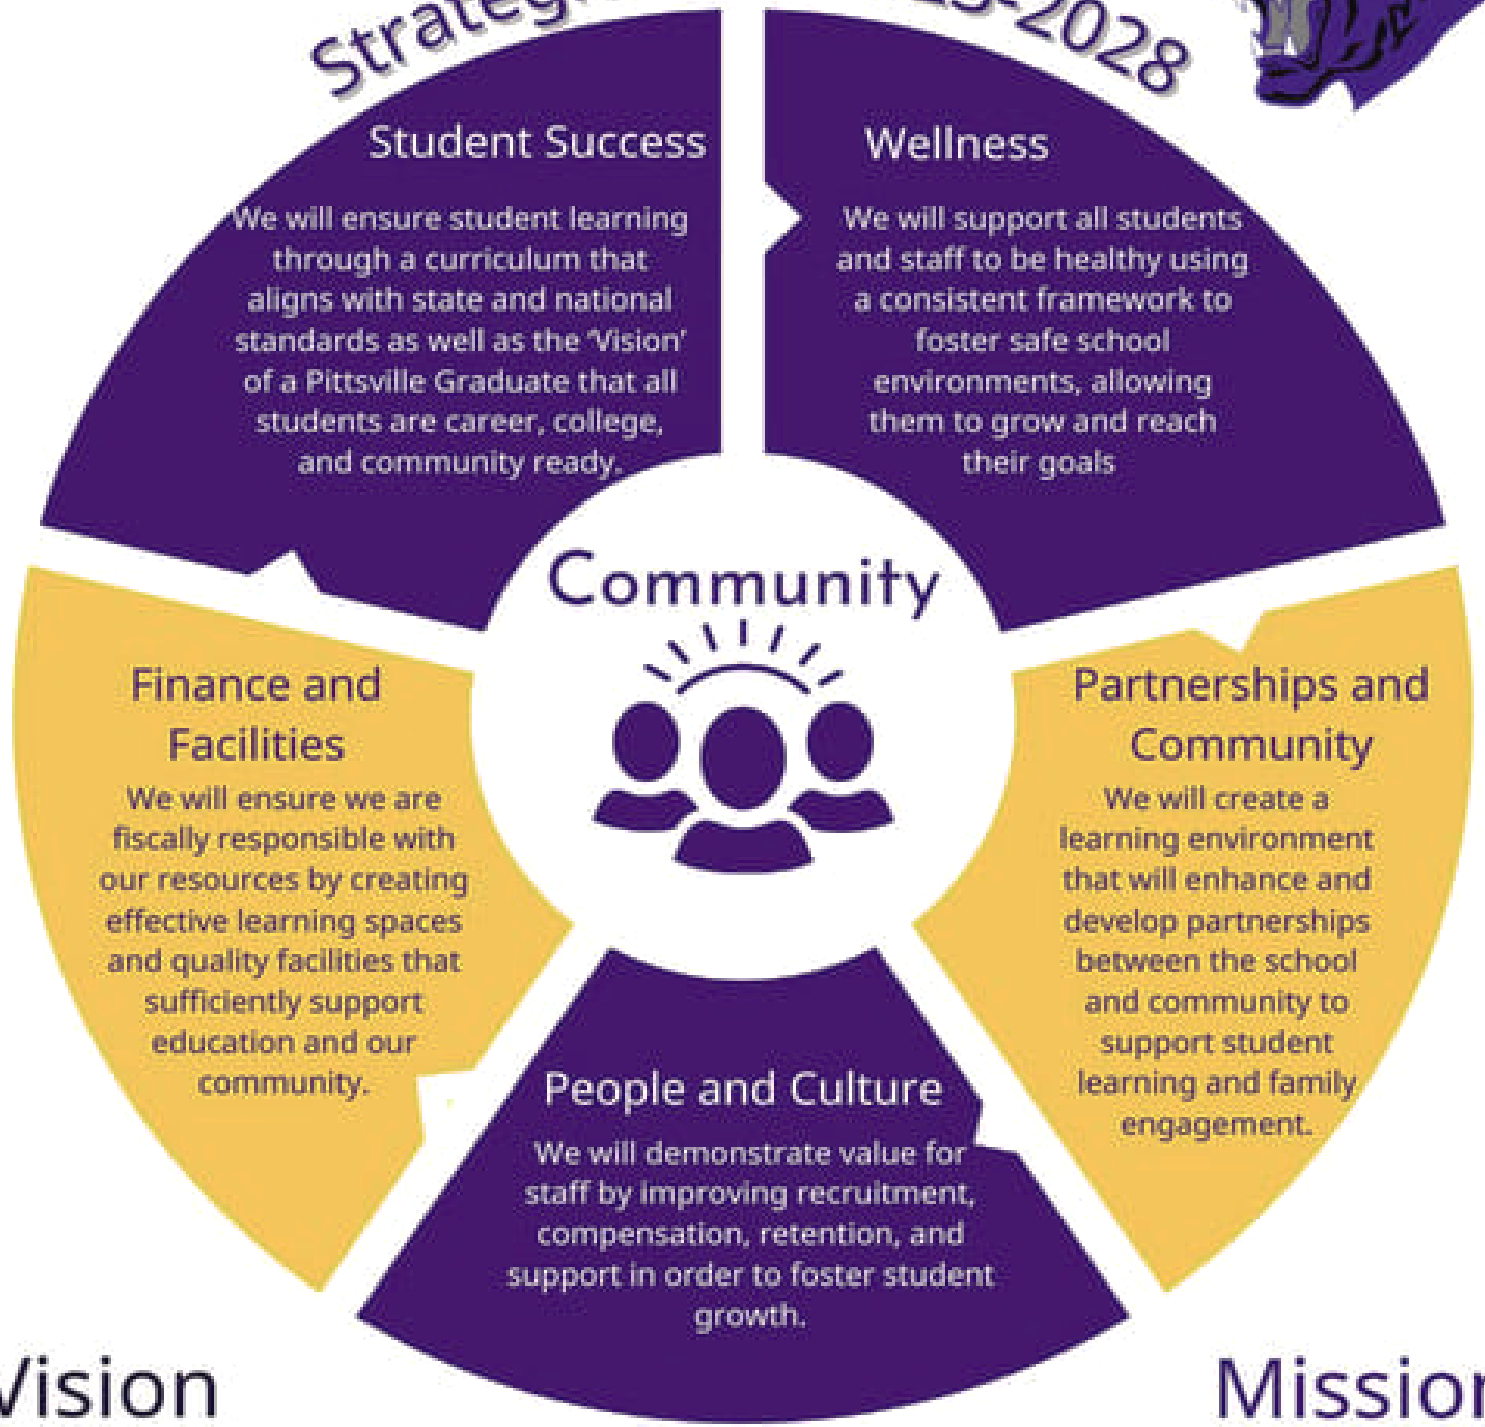 Student Success
We will ensure student learning
through a curriculum that
aligns with state and national
standards as well as the ‘Vision’
of a Pittsville Graduate that all
students are career, college,
and community ready.
Wellness
We will support all students
and staff to be healthy using
a consistent framework to
foster safe school
environments, allowing
them to grow and reach
their goals
Community
Finance and
Facilities
We will ensure we are
fiscally responsible with
our resources by creating
effective learning spaces
and quality facilities that
sufficiently support
education and our
community.
Partnerships and
Community
We will create a
learning environment
that will enhance and
develop partnerships
between the school
and community to
support student
learning and family
engagement.
People and Culture
We will demonstrate value for
staff by improving recruitment,
compensation, retention, and
support in order to foster student
growth.
Vision